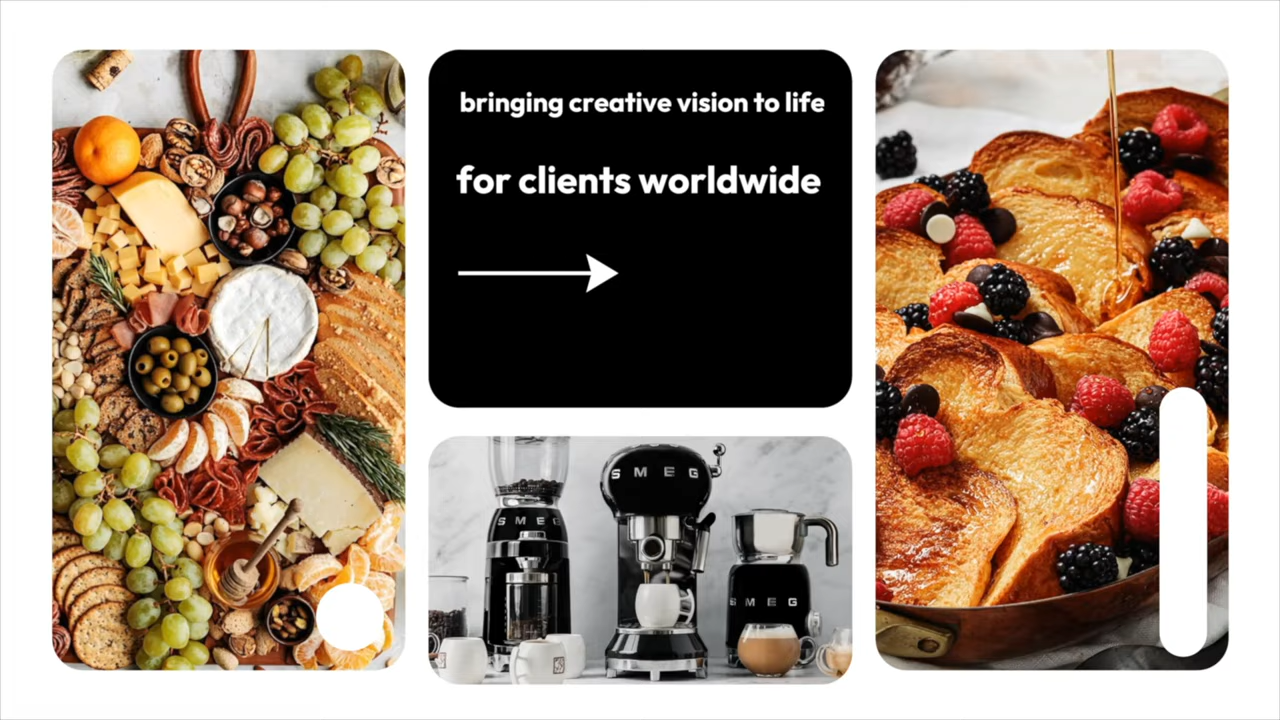 bringing creative vision to life
for clients worldwide
SMEG
SMEG
SMEG